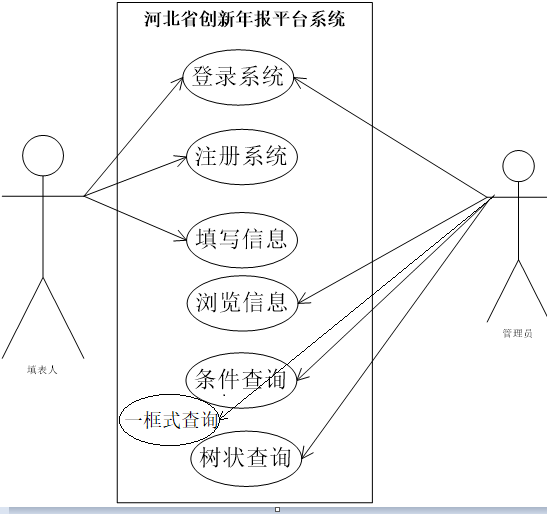 河北省创新年报平台系统
登录系统
注册系统
填写信息
浏览信息
条件查询
一框式查询
树状查询
填表人
管理员